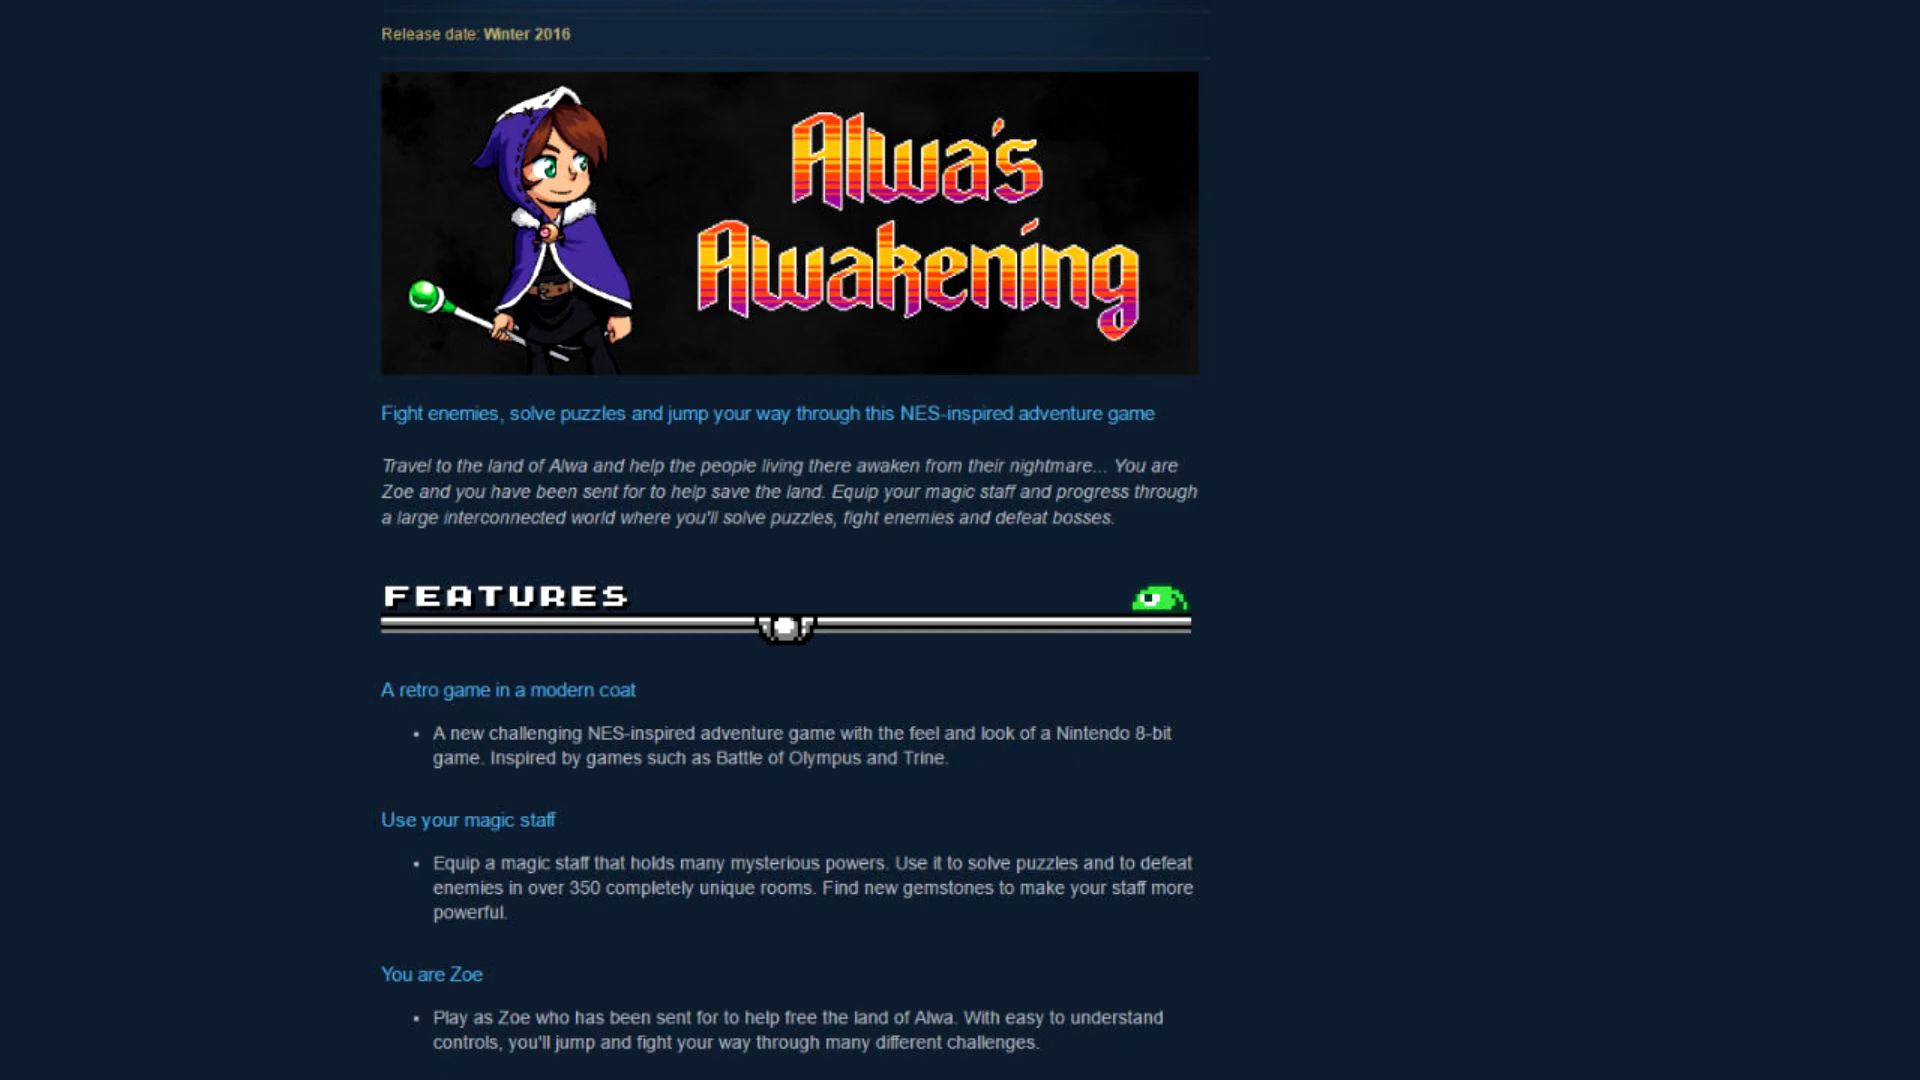 Release date: Winter 2016
Alwa's
Awakening
Fight enemies, solve puzzles and jump your way through this NES-inspired adventure game
Travel to the land of Alwa and help the people living there awaken from their nightmare... You are
Zoe and you have been sent for to help save the land. Equip your magic staff and progress through
a large interconnected world where you'll solve puzzles, fight enemies and defeat bosses.
FEATURES
A retro game in a modern coat
• A new challenging NES-inspired adventure game with the feel and look of a Nintendo 8-bit
game. Inspired by games such as Battle of Olympus and Trine.
Use your magic staff
• Equip a magic staff that holds many mysterious powers. Use it to solve puzzles and to defeat
enemies in over 350 completely unique rooms. Find new gemstones to make your staff more
powerful.
You are Zoe
• Play as Zoe who has been sent for to help free the land of Alwa. With easy to understand
controls, you'll jump and fight your way through many different challenges.